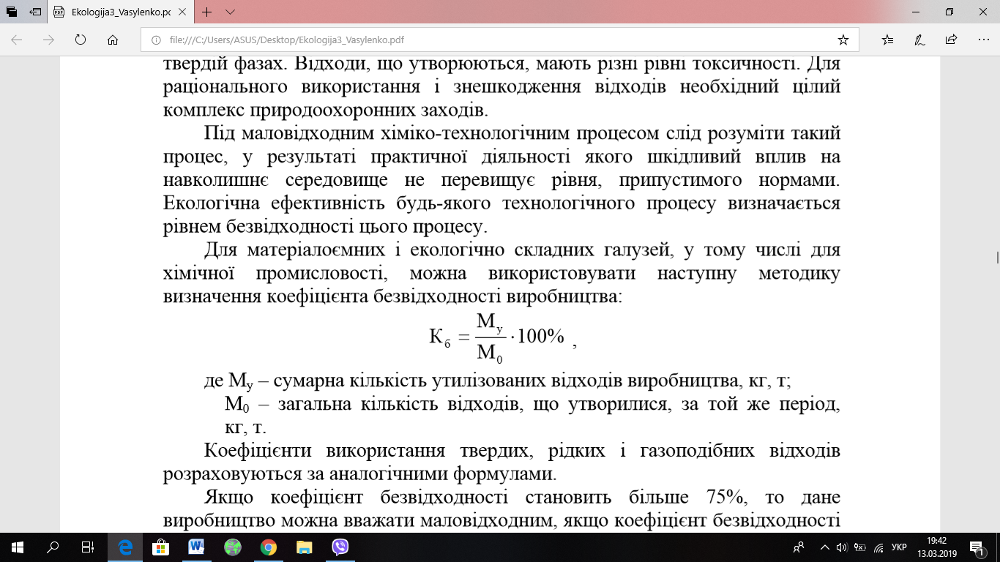 Ekologija3_Vasylenko.pd
file:///C:/Users/ASUS/Desktop/Ekologija3_Vasylenko.pdf
твердій фазах. Відходи, що утворюються, мають різні рівні токсичності. Для
раціонального використання і знешкодження відходів необхідний цілий
комплекс природоохоронних заходів.
Під маловідходним хіміко-технологічним процесом слід розуміти такий
процес, у результаті практичної діяльності якого шкідливий вплив на
навколишнє середовище не перевищує рівня, припустимого нормами.
Екологічна ефективність будь-якого технологічного процесу визначається
рівнем безвідходності цього процесу.
Для матеріалоємних і екологічно складних галузей, у тому числі для
хімічної промисловості, можна використовувати наступну методику
визначення коефіцієнта безвідходності виробництва:
К_б = М_у / М_0 · 100% ,
де М_у – сумарна кількість утилізованих відходів виробництва, кг, т;
М_0 – загальна кількість відходів, що утворилися, за той же період,
кг, т.
Коефіцієнти використання твердих, рідких і газоподібних відходів
розраховуються за аналогічними формулами.
Якщо коефіцієнт безвідходності становить більше 75%, то дане
виробництво можна вважати маловідходним, якщо коефіцієнт безвідходності
УКР
19:42
13.03.2019
1